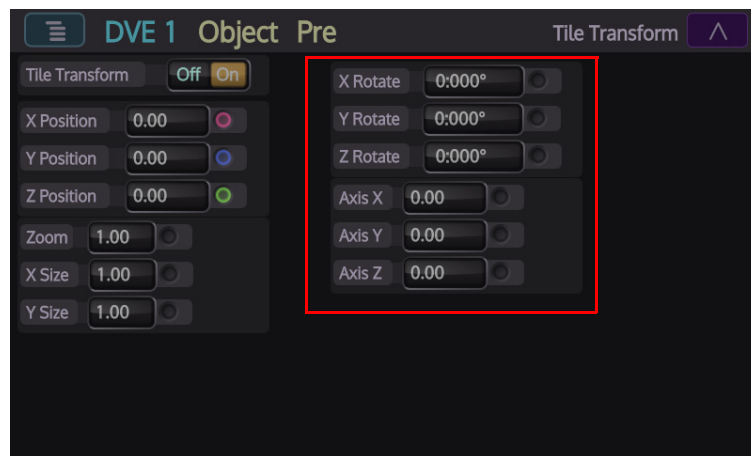 DVE 1 Object Pre Tile Transform
Tile Transform Off On
X Position 0.00
Y Position 0.00
Z Position 0.00
Zoom 1.00
X Size 1.00
Y Size 1.00
X Rotate 0:000°
Y Rotate 0:000°
Z Rotate 0:000°
Axis X 0.00
Axis Y 0.00
Axis Z 0.00